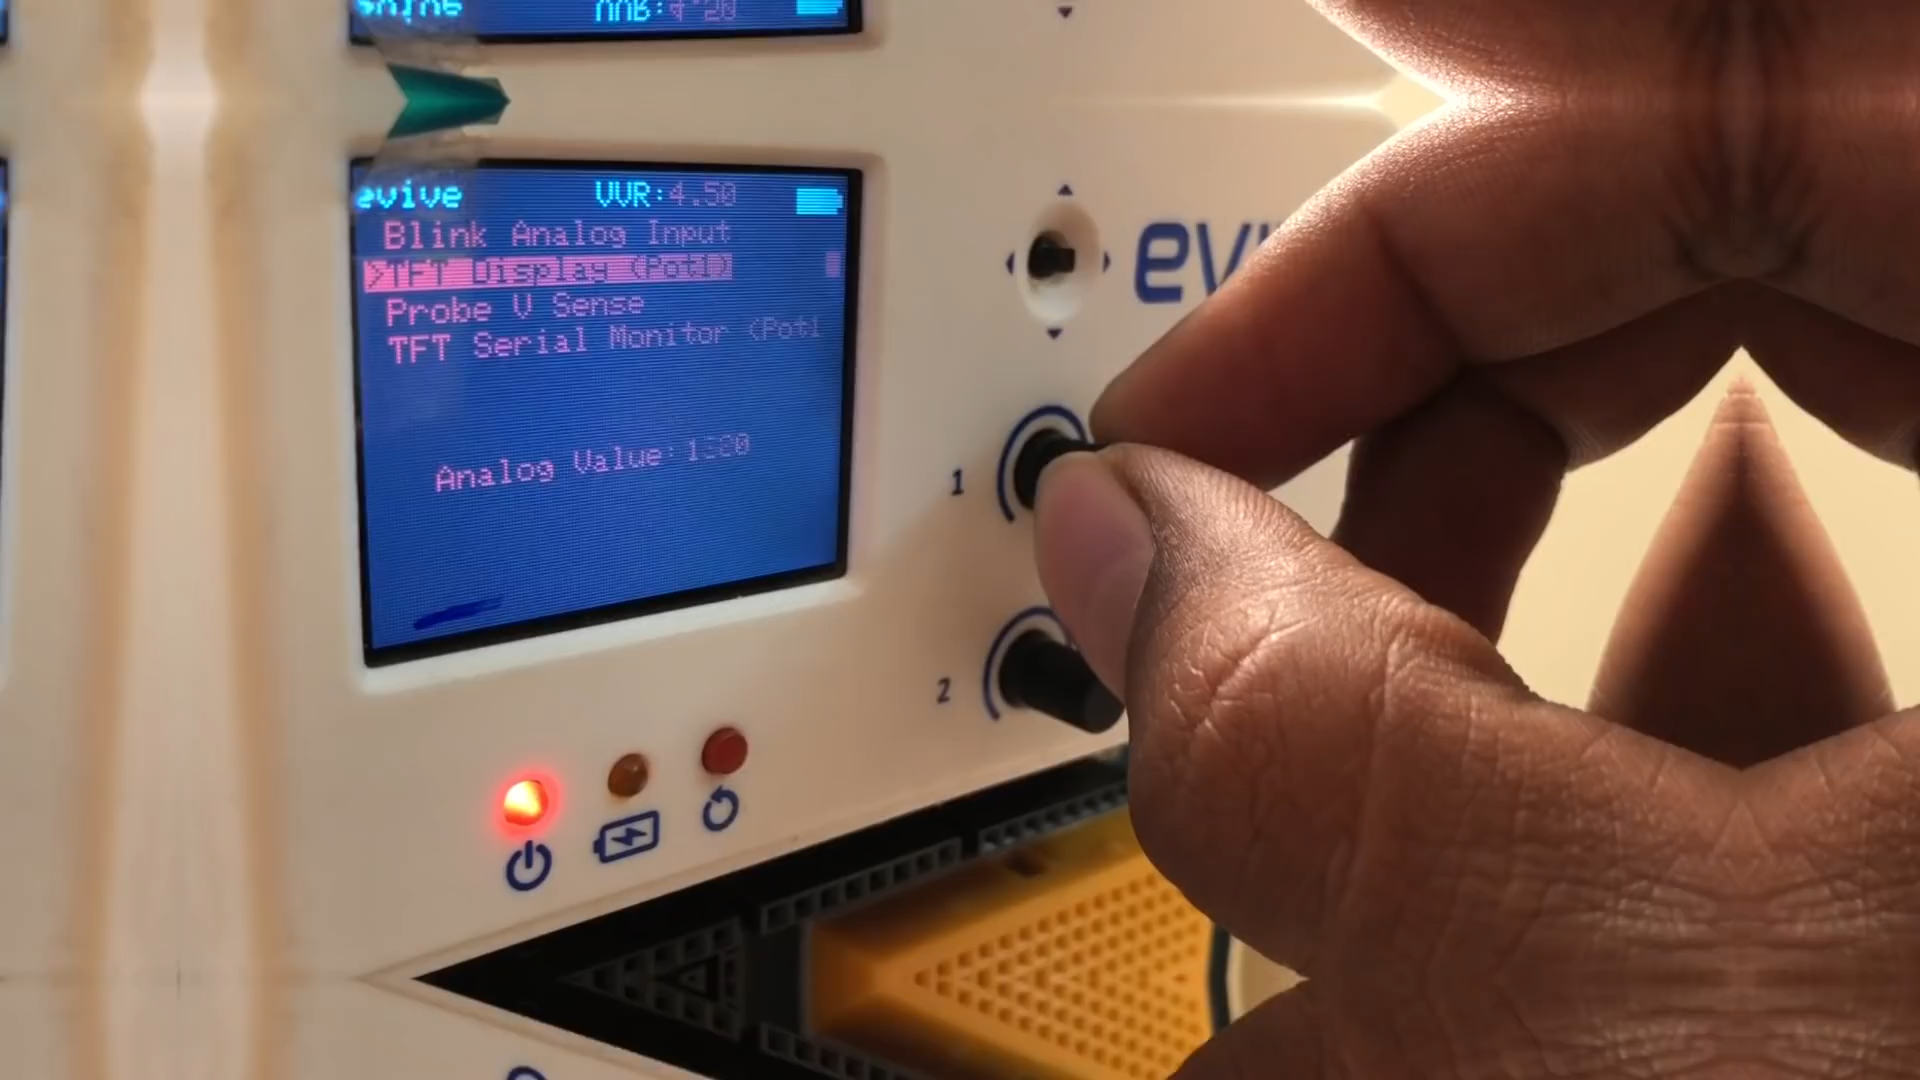 evive VVR:4.50
Blink Analog Input
>TFT Display (Pot1)
Probe V Sense
TFT Serial Monitor (Pot1
Analog Value:
1
2